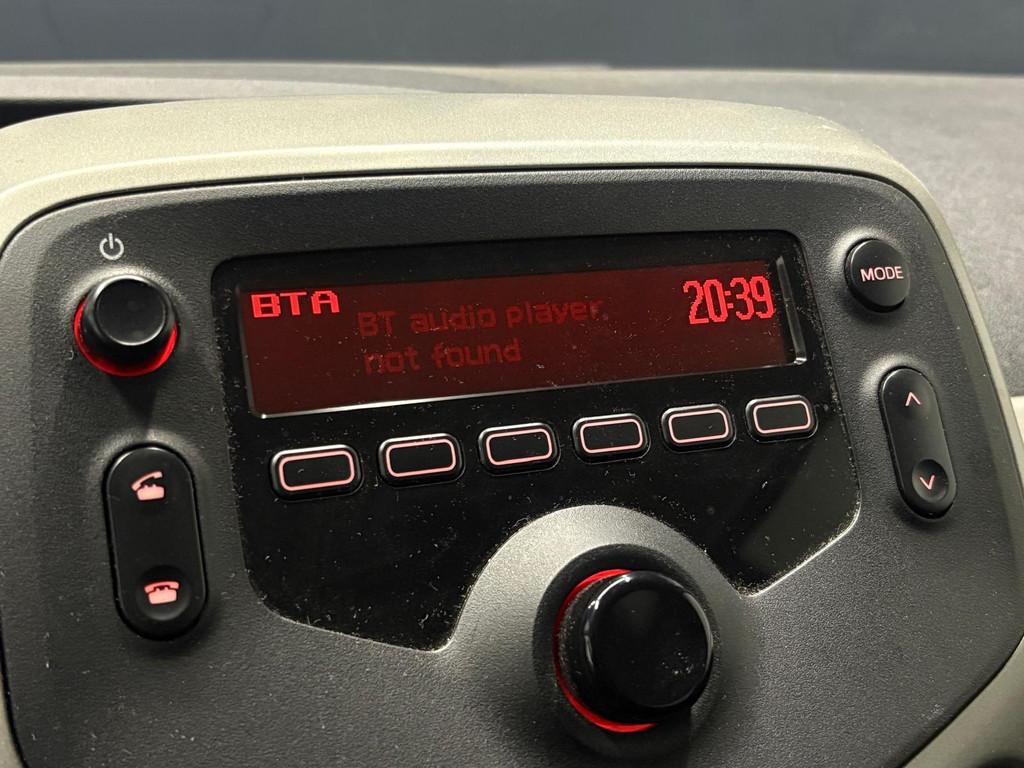 BTA
BT audio player
not found
20:39
MODE